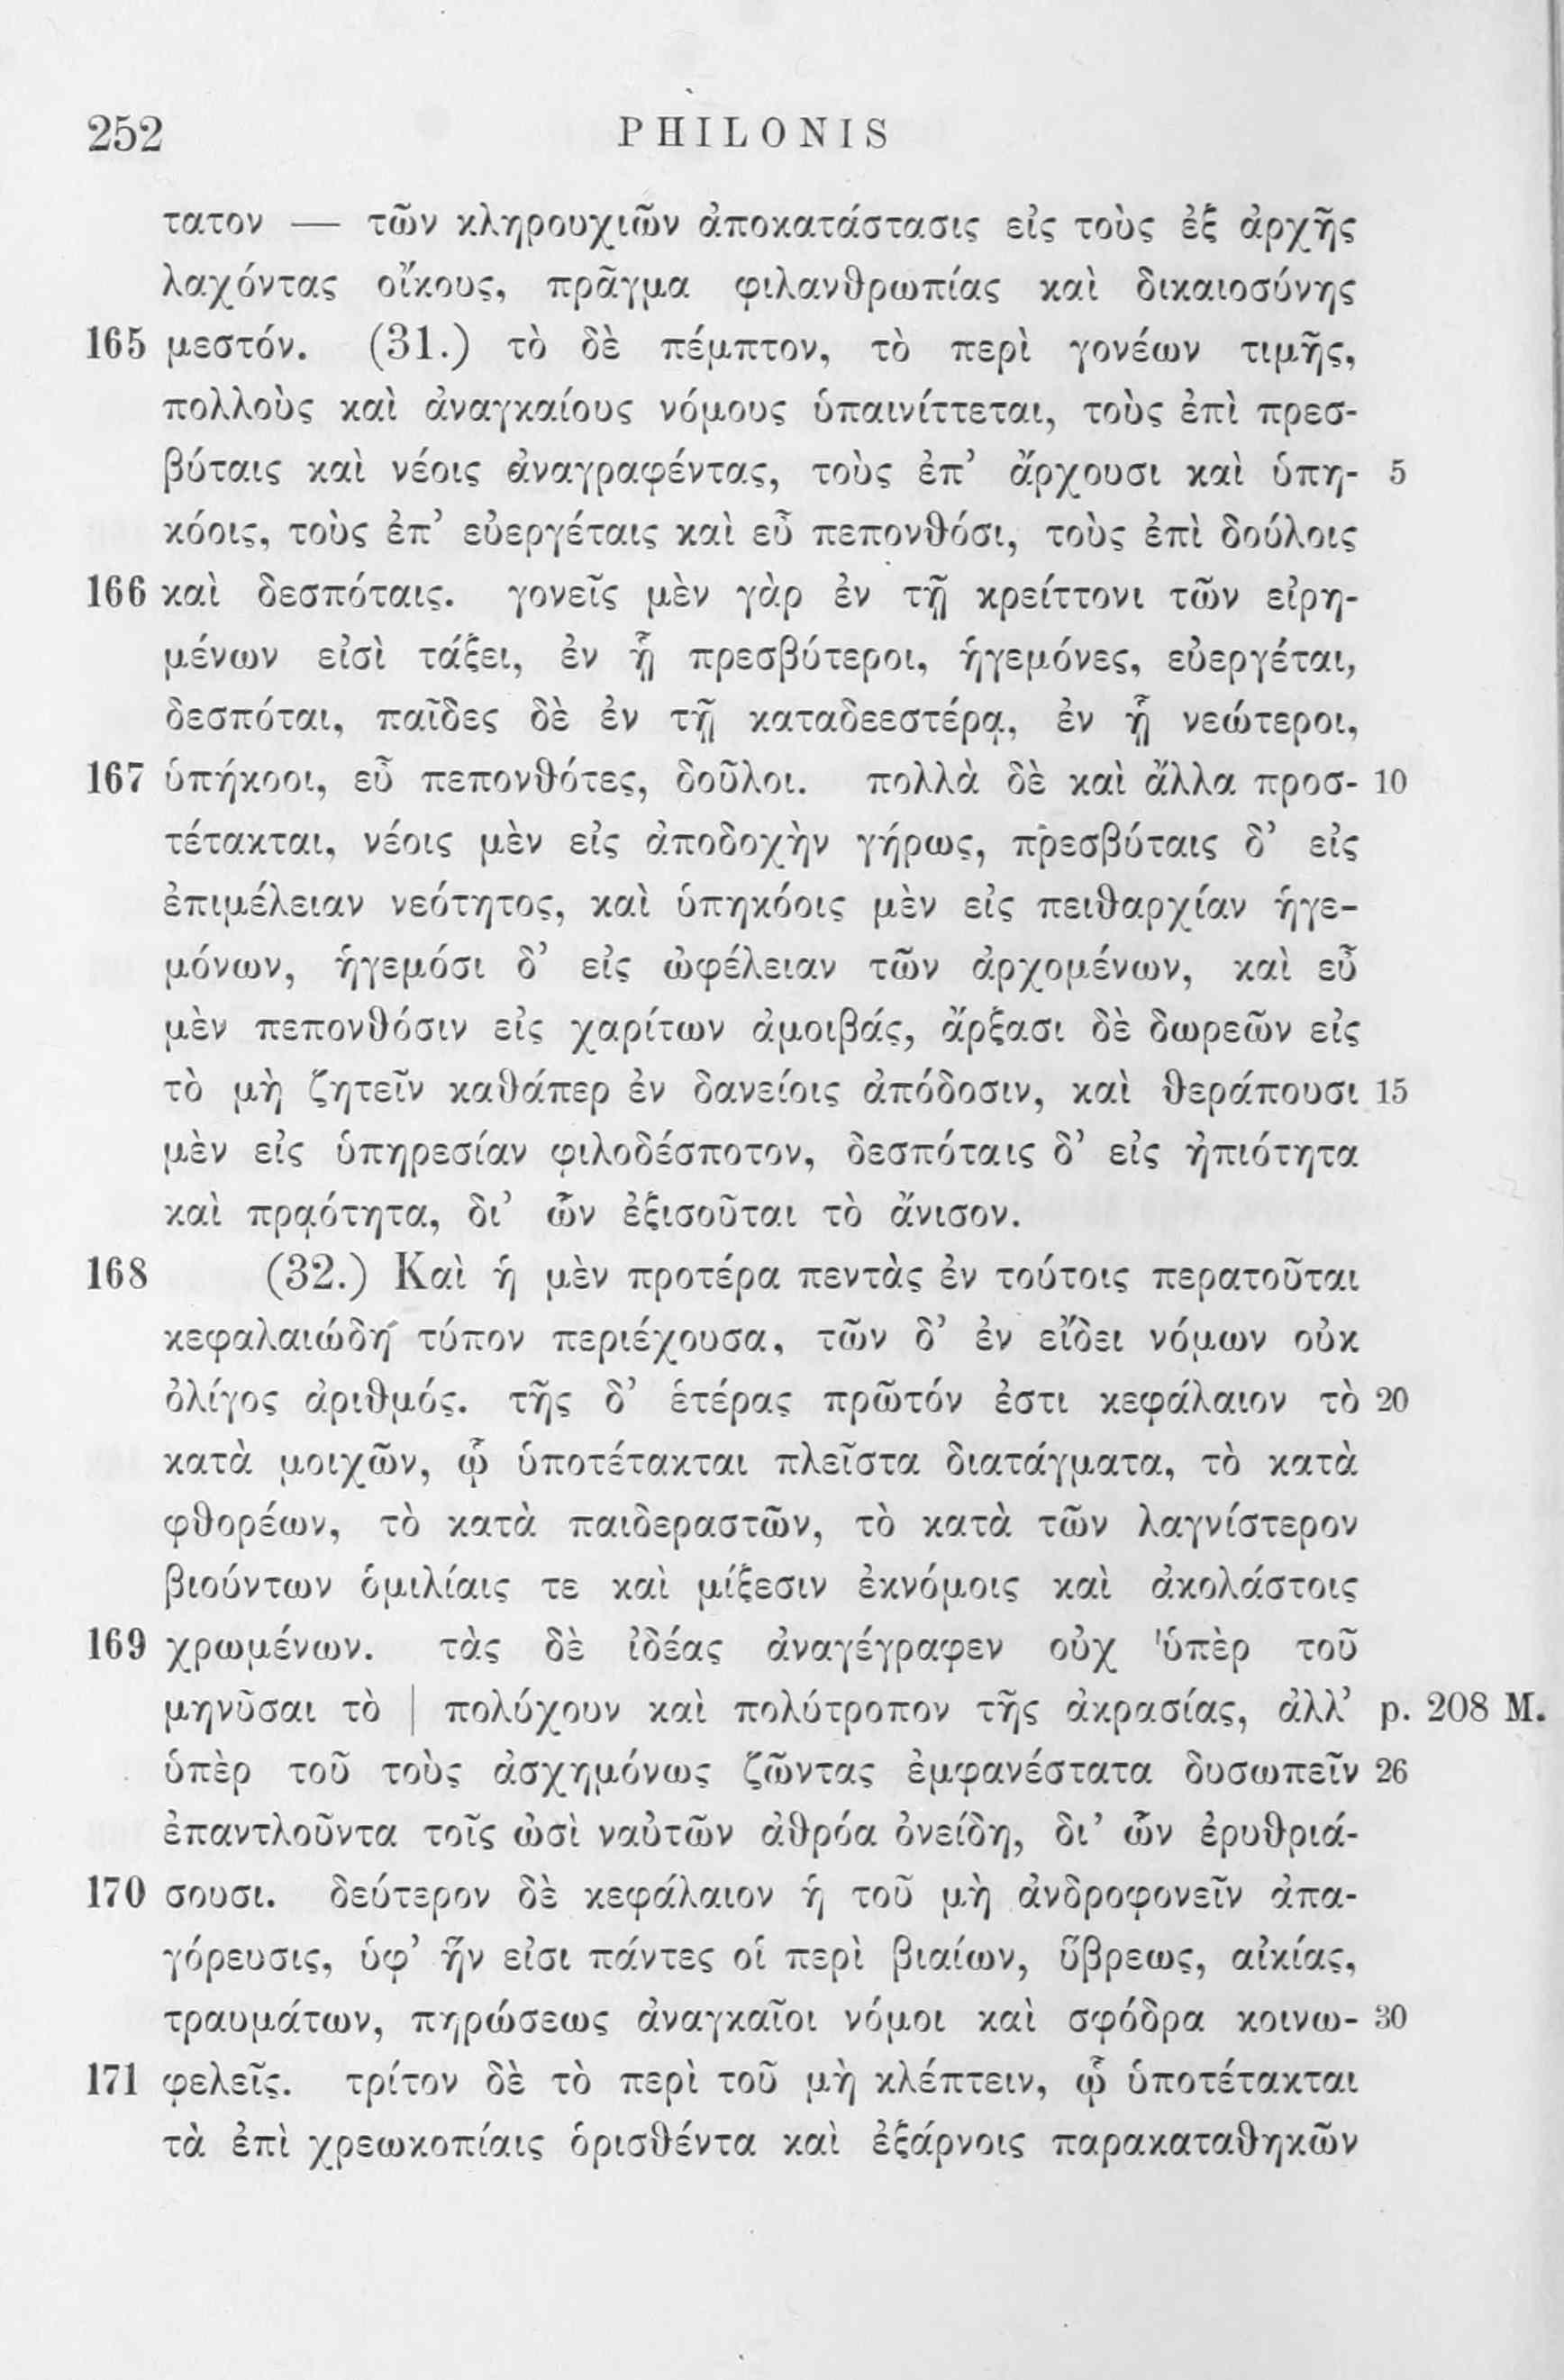 252 PHILONIS
τατον — τῶν κληρουχιῶν ἀποκατάστασις εἰς τοὺς ἐξ ἀρχῆς
λαχόντας οἴκους, πρᾶγμα φιλανθρωπίας καὶ δικαιοσύνης
165 μεστόν. (31.) τὸ δὲ πέμπτον, τὸ περὶ γονέων τιμῆς,
πολλοὺς καὶ ἀναγκαίους νόμους ὑπαινίττεται, τοὺς ἐπὶ πρεσ-
βύταις καὶ νέοις ἀναγραφέντας, τοὺς ἐπ’ ἄρχουσι καὶ ὑπη- 5
κόοις, τοὺς ἐπ’ εὐεργέταις καὶ εὖ πεπονθόσι, τοὺς ἐπὶ δούλοις
166 καὶ δεσπόταις. γονεῖς μὲν γὰρ ἐν τῇ κρείττονι τῶν εἰρη-
μένων εἰσὶ τάξει, ἐν ᾗ πρεσβύτεροι, ἡγεμόνες, εὐεργέται,
δεσπόται, παῖδες δὲ ἐν τῇ καταδεεστέρᾳ, ἐν ᾗ νεώτεροι,
167 ὑπήκοοι, εὖ πεπονθότες, δοῦλοι. πολλὰ δὲ καὶ ἄλλα προσ- 10
τέτακται, νέοις μὲν εἰς ἀποδοχὴν γήρως, πρεσβύταις δ’ εἰς
ἐπιμέλειαν νεότητος, καὶ ὑπηκόοις μὲν εἰς πειθαρχίαν ἡγε-
μόνων, ἡγεμόσι δ’ εἰς ὠφέλειαν τῶν ἀρχομένων, καὶ εὖ
μὲν πεπονθόσιν εἰς χαρίτων ἀμοιβάς, ἄρξασι δὲ δωρεῶν εἰς
τὸ μὴ ζητεῖν καθάπερ ἐν δανείοις ἀπόδοσιν, καὶ θεράπουσι 15
μὲν εἰς ὑπηρεσίαν φιλοδέσποτον, δεσπόταις δ’ εἰς ἠπιότητα
καὶ πρᾳότητα, δι’ ὧν ἐξισοῦται τὸ ἄνισον.
168 (32.) Καὶ ἡ μὲν προτέρα πεντὰς ἐν τούτοις περατοῦται
κεφαλαιώδη τύπον περιέχουσα, τῶν δ’ ἐν εἴδει νόμων οὐκ
ὀλίγος ἀριθμός. τῆς δ’ ἑτέρας πρῶτόν ἐστι κεφάλαιον τὸ 20
κατὰ μοιχῶν, ᾧ ὑποτέτακται πλεῖστα διατάγματα, τὸ κατὰ
φθορέων, τὸ κατὰ παιδεραστῶν, τὸ κατὰ τῶν λαγνίστερον
βιούντων ὁμιλίαις τε καὶ μίξεσιν ἐκνόμοις καὶ ἀκολάστοις
169 χρωμένων. τὰς δὲ ἰδέας ἀναγέγραφεν οὐχ ὑπὲρ τοῦ
μηνῦσαι τὸ | πολύχουν καὶ πολύτροπον τῆς ἀκρασίας, ἀλλ’ p. 208 M.
ὑπὲρ τοῦ τοὺς ἀσχημόνως ζῶντας ἐμφανέστατα δυσωπεῖν 26
ἐπαντλοῦντα τοῖς ὠσὶ ναὐτῶν ἀθρόα ὀνείδη, δι’ ὧν ἐρυθριά-
170 σουσι. δεύτερον δὲ κεφάλαιον ἡ τοῦ μὴ ἀνδροφονεῖν ἀπα-
γόρευσις, ὑφ’ ἥν εἰσι πάντες οἱ περὶ βιαίων, ὕβρεως, αἰκίας,
τραυμάτων, πηρώσεως ἀναγκαῖοι νόμοι καὶ σφόδρα κοινω- 30
171 φελεῖς. τρίτον δὲ τὸ περὶ τοῦ μὴ κλέπτειν, ᾧ ὑποτέτακται
τὰ ἐπὶ χρεωκοπίαις ὁρισθέντα καὶ ἐξάρνοις παρακαταθηκῶν